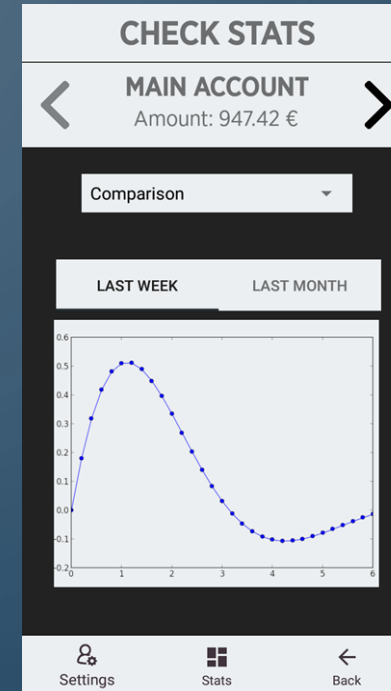 CHECK STATS
MAIN ACCOUNT
Amount: 947.42 €
Comparison
LAST WEEK LAST MONTH
0.6
0.5
0.4
0.3
0.2
0.1
0.0
-0.1
-0.2
0 1 2 3 4 5 6
Settings Stats Back